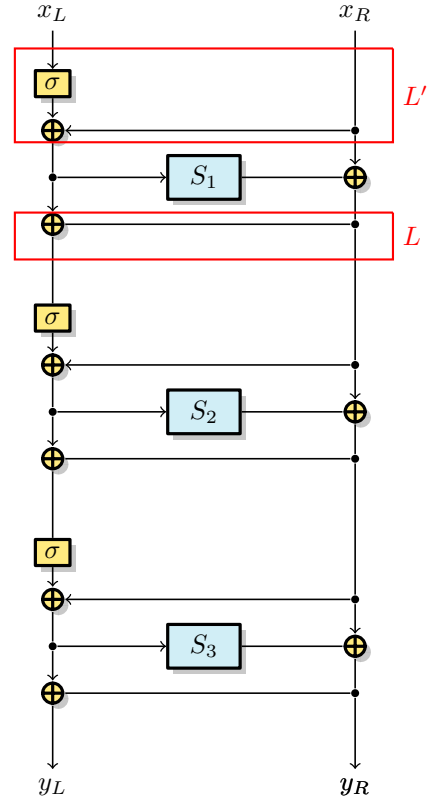 x_L x_R
σ
L'
S_1
L
σ
S_2
σ
S_3
y_L y_R